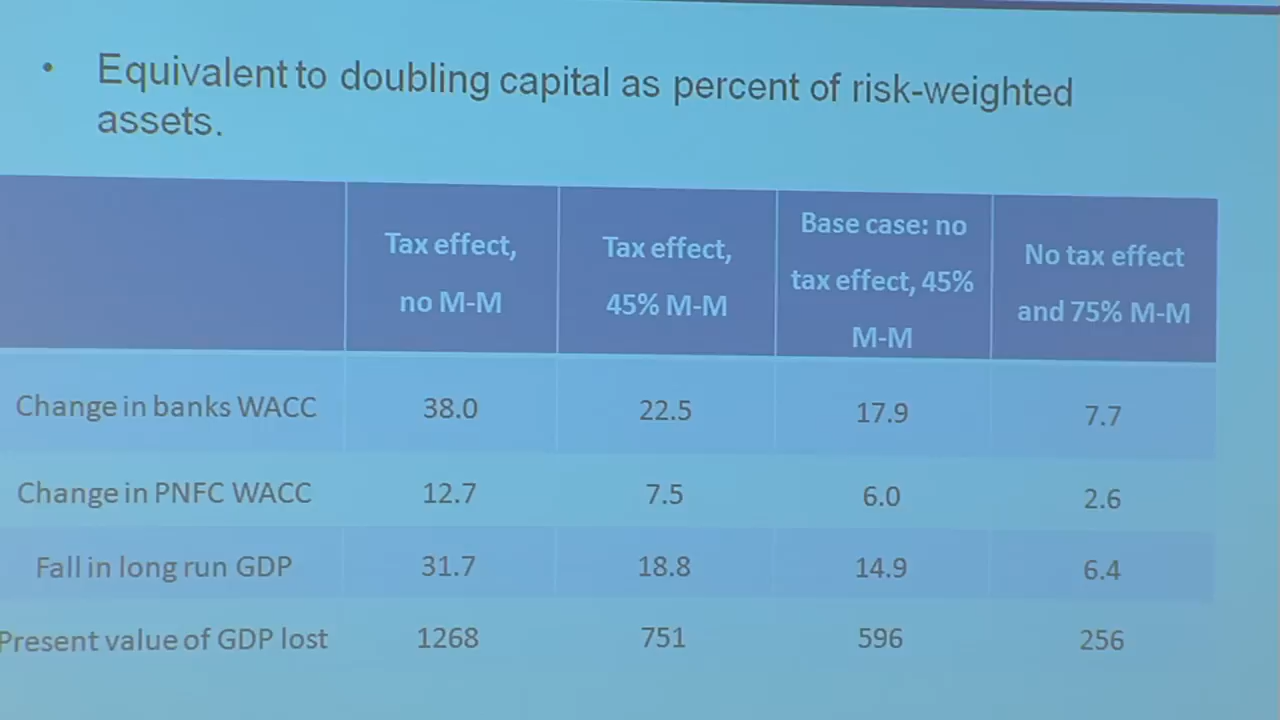 • Equivalent to doubling capital as percent of risk-weighted
assets.
Tax effect,
no M-M
Tax effect,
45% M-M
Base case: no
tax effect, 45%
M-M
No tax effect
and 75% M-M
Change in banks WACC 38.0 22.5 17.9 7.7
Change in PNFC WACC 12.7 7.5 6.0 2.6
Fall in long run GDP 31.7 18.8 14.9 6.4
Present value of GDP lost 1268 751 596 256